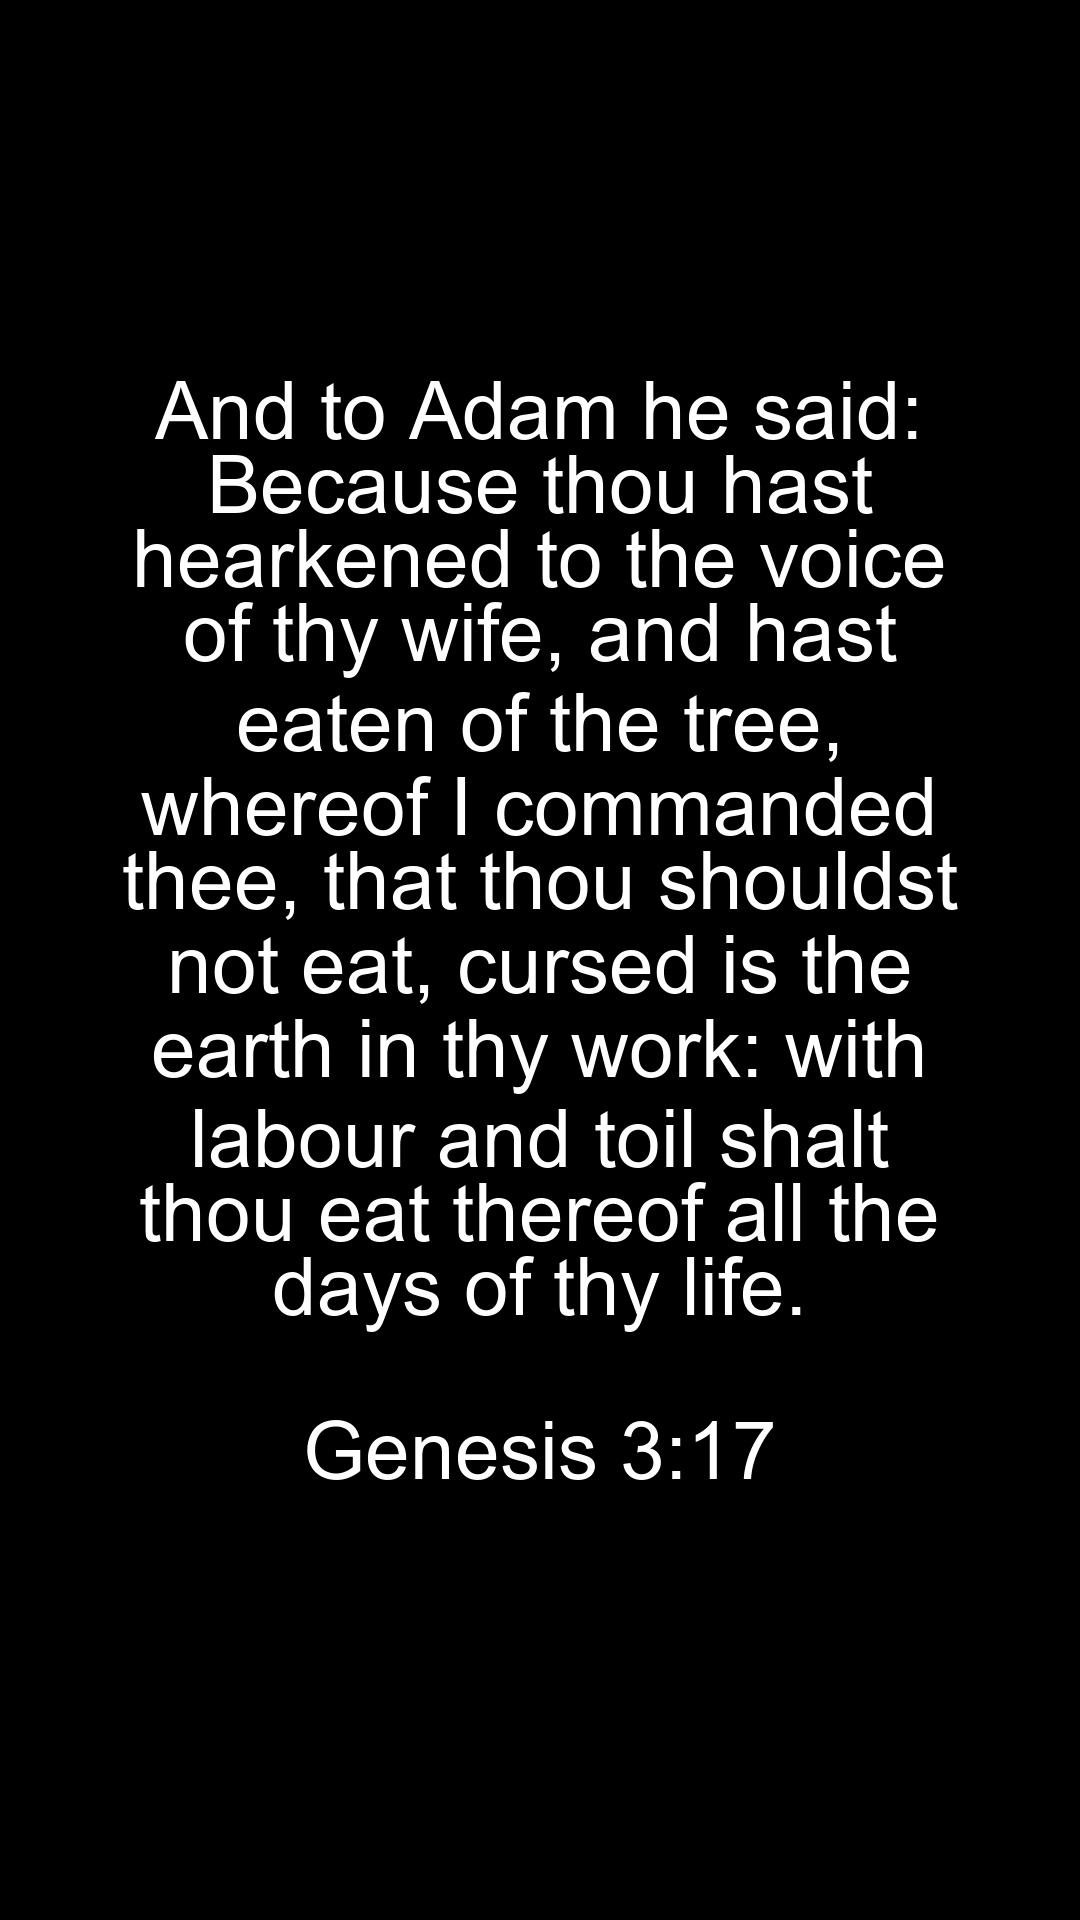 And to Adam he said:
Because thou hast
hearkened to the voice
of thy wife, and hast
eaten of the tree,
whereof I commanded
thee, that thou shouldst
not eat, cursed is the
earth in thy work: with
labour and toil shalt
thou eat thereof all the
days of thy life.
Genesis 3:17